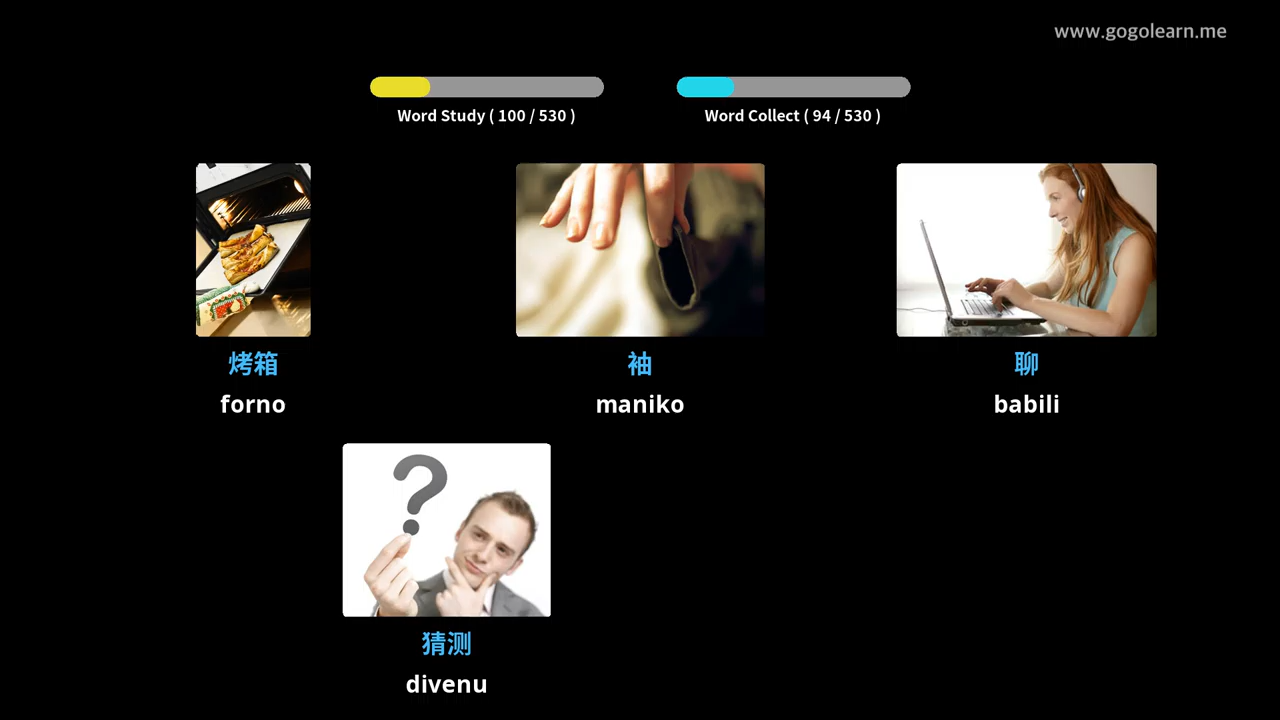 www.gogolearn.me
Word Study ( 100 / 530 )
Word Collect ( 94 / 530 )
烤箱
forno
袖
maniko
聊
babili
猜测
divenu